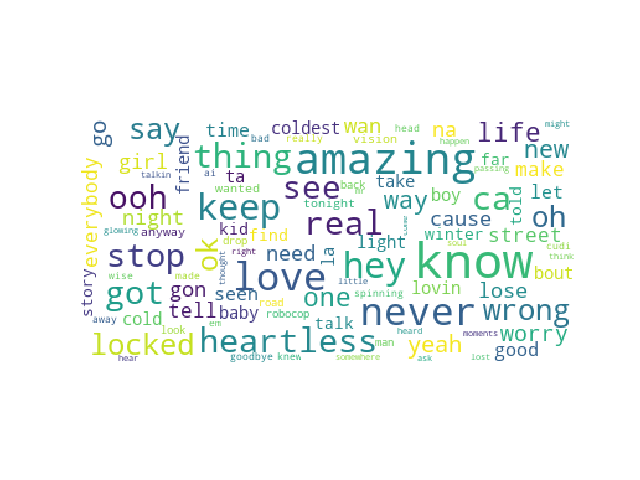 go say time coldest wan na life might
bad really vision head happen new
everybody talkin girl friend thing amazing far passing
ai ta see take make
wanted back way boy ca told let
ooh keep tonight real cause oh
night kid light winter street
glowing anyway drop find need la hey know cudi
stop ok right thought love soul think bout
story wise made gon seen little lovin lose
got tell baby road one spinning never wrong
away cold robocop talk heard moments worry
look em man yeah good
locked heartless
hear goodbye knew somewhere ask lost